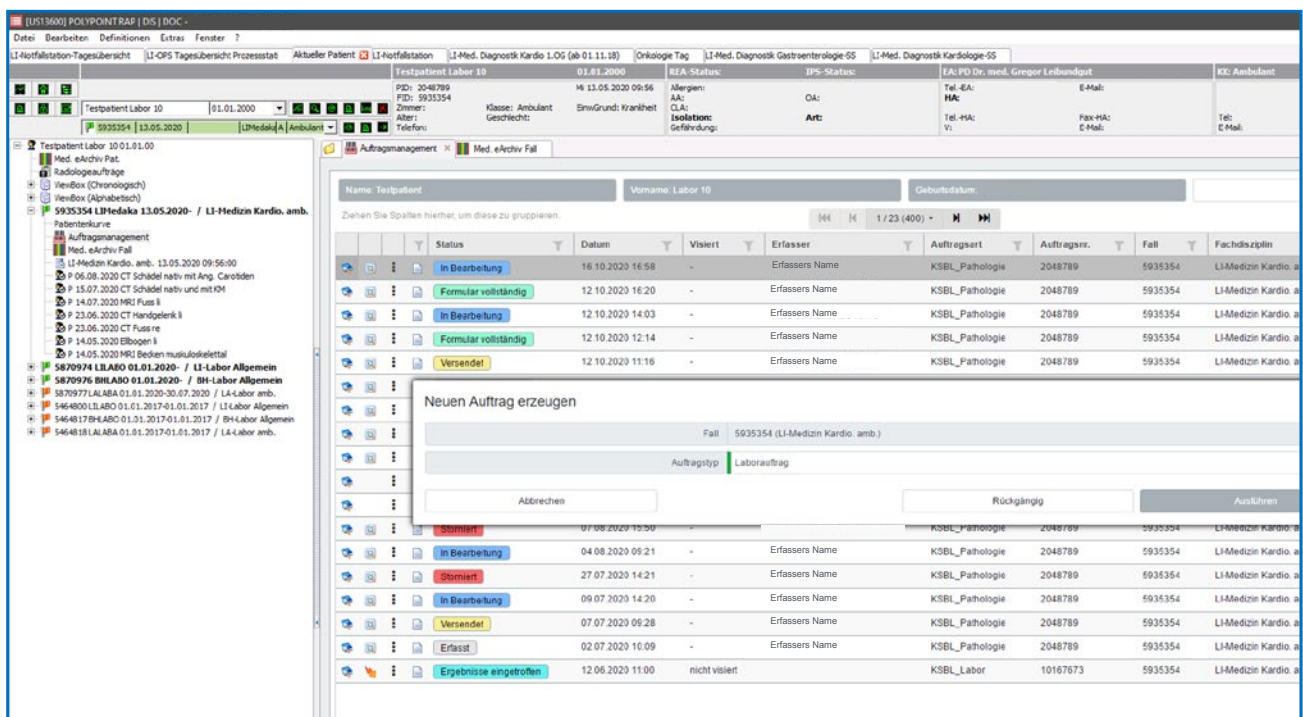 [US13600] POLYPOINT RAP | DIS | DOC -
Datei Bearbeiten Definitionen Extras Fenster ?
LI-Notfallstation-Tagesübersicht LI-OPS Tagesübersicht Prozessstati Aktueller Patient LI-Notfallstation LI-Med. Diagnostik Kardio 1.OG (ab 01.11.18) Onkologie Tag LI-Med. Diagnostik Gastroenterologie-SS LI-Med. Diagnostik Kardiologie-SS
Testpatient Labor 10 01.01.2000 REA-Status: IPS-Status: EA: PD Dr. med. Gregor Leibundgut KK: Ambulant
PID: 2048789 Mi 13.05.2020 09:56 Allergien: Tel.-EA: E-Mail:
FID: 5935354 AA: OA: HA:
Testpatient Labor 10 01.01.2000 Zimmer: Klasse: Ambulant EinwGrund: Krankheit CLA:
Alter: Geschlecht: Isolation: Art: Tel.-HA: Fax-HA: Tel:
5935354 13.05.2020 LIMedaka A Ambulant Telefon: Gefährdung: V: E-Mail: E-Mail:
Testpatient Labor 10 01.01.00
Med. eArchiv Pat.
Radiologeaufträge
ViewBox (Chronologisch)
ViewBox (Alphabetisch)
5935354 LIMedaka 13.05.2020- / LI-Medizin Kardio. amb.
Patientenkurve
Auftragsmanagement
Med. eArchiv Fall
LI-Medizin Kardio. amb. 13.05.2020 09:56:00
P 06.08.2020 CT Schädel nativ mit Ang. Carotiden
P 15.07.2020 CT Schädel nativ und mit KM
P 14.07.2020 MRI Fuss li
P 23.06.2020 CT Handgelenk li
P 23.06.2020 CT Fuss re
P 14.05.2020 Ellbogen li
P 14.05.2020 MRI Becken muskuloskelettal
5870974 LILABO 01.01.2020- / LI-Labor Allgemein
5870976 BHLABO 01.01.2020- / BH-Labor Allgemein
5870977 LALABA 01.01.2020-30.07.2020 / LA-Labor amb.
5464800 LILABO 01.01.2017-01.01.2017 / LI-Labor Allgemein
5464817 BHLABO 01.01.2017-01.01.2017 / BH-Labor Allgemein
5464818 LALABA 01.01.2017-01.01.2017 / LA-Labor amb.
Auftragsmanagement × Med. eArchiv Fall
Name: Testpatient Vorname: Labor 10 Geburtsdatum:
Ziehen Sie Spalten hierher, um diese zu gruppieren. 1 / 23 (400)
Status Datum Visiert Erfasser Auftragsart Auftragsnr. Fall Fachdisziplin
In Bearbeitung 16.10.2020 16:58 - Erfassers Name KSBL_Pathologie 2048789 5935354 LI-Medizin Kardio. a
Formular vollständig 12.10.2020 16:20 - Erfassers Name KSBL_Pathologie 2048789 5935354 LI-Medizin Kardio. a
In Bearbeitung 12.10.2020 14:03 - Erfassers Name KSBL_Pathologie 2048789 5935354 LI-Medizin Kardio. a
Formular vollständig 12.10.2020 12:14 - Erfassers Name KSBL_Pathologie 2048789 5935354 LI-Medizin Kardio. a
Versendet 12.10.2020 11:16 - Erfassers Name KSBL_Pathologie 2048789 5935354 LI-Medizin Kardio. a
Neuen Auftrag erzeugen
Fall 5935354 (LI-Medizin Kardio. amb.)
Auftragstyp Laborauftrag
Abbrechen Rückgängig Ausführen
Storniert 07.08.2020 15:50 - KSBL_Pathologie 2048789 5935354 LI-Medizin Kardio. a
In Bearbeitung 04.08.2020 09:21 - Erfassers Name KSBL_Pathologie 2048789 5935354 LI-Medizin Kardio. a
Storniert 27.07.2020 14:21 - Erfassers Name KSBL_Pathologie 2048789 5935354 LI-Medizin Kardio. a
In Bearbeitung 09.07.2020 14:20 - Erfassers Name KSBL_Pathologie 2048789 5935354 LI-Medizin Kardio. a
Versendet 07.07.2020 09:28 - Erfassers Name KSBL_Pathologie 2048789 5935354 LI-Medizin Kardio. a
Erfasst 02.07.2020 10:09 - Erfassers Name KSBL_Pathologie 2048789 5935354 LI-Medizin Kardio. a
Ergebnisse eingetroffen 12.06.2020 11:00 nicht visiert KSBL_Labor 10167673 5935354 LI-Medizin Kardio. a